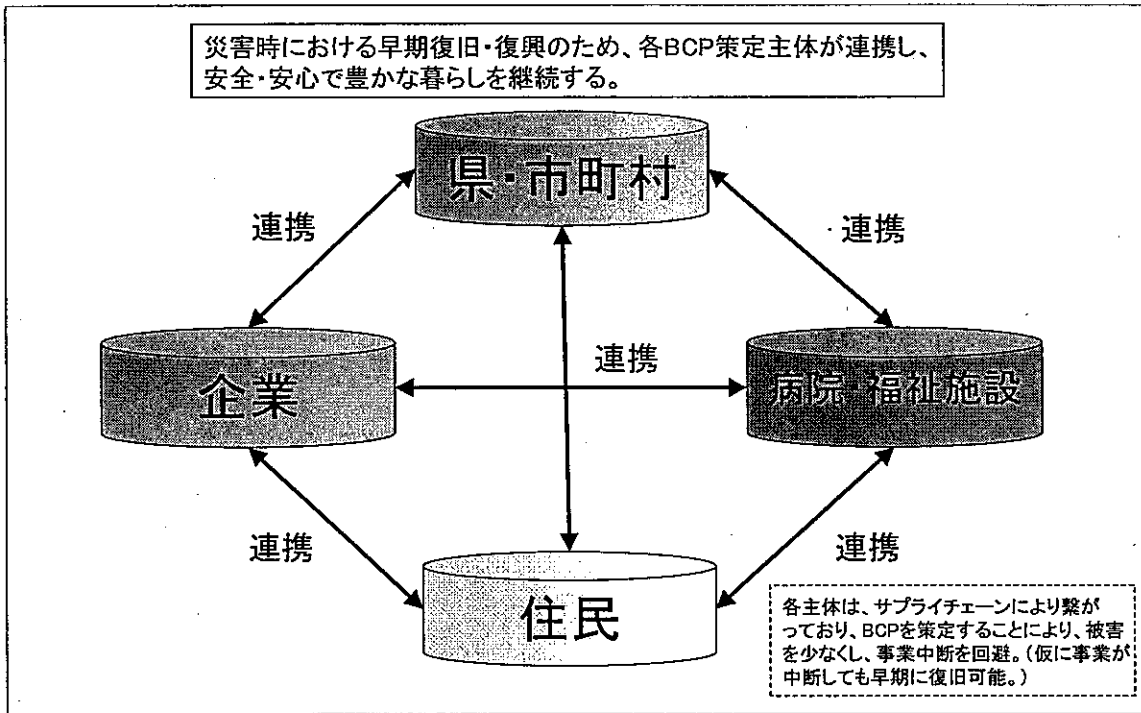 災害時における早期復旧・復興のため、各BCP策定主体が連携し、
安全・安心で豊かな暮らしを継続する。
県・市町村
連携
連携
企業
連携
病院・福祉施設
連携
連携
住民
各主体は、サプライチェーンにより繋が
っており、BCPを策定することにより、被害
を少なくし、事業中断を回避。(仮に事業が
中断しても早期に復旧可能。)